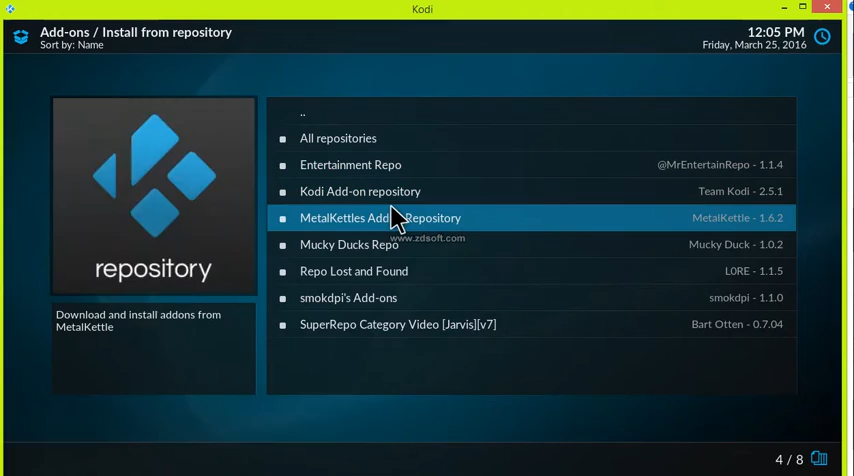 Kodi
Add-ons / Install from repository
Sort by: Name
12:05 PM
Friday, March 25, 2016
..
All repositories
Entertainment Repo @MrEntertainRepo - 1.1.4
Kodi Add-on repository Team Kodi - 2.5.1
MetalKettles Add Repository MetalKettle - 1.6.2
www.zdsoft.com
Mucky Ducks Repo Mucky Duck - 1.0.2
Repo Lost and Found L0RE - 1.1.5
smokdpi's Add-ons smokdpi - 1.1.0
SuperRepo Category Video [Jarvis][v7] Bart Otten - 0.7.04
repository
Download and install addons from
MetalKettle
4 / 8